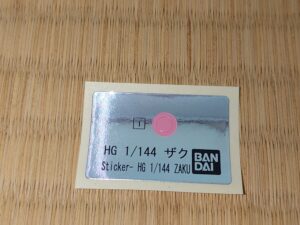 1
HG 1/144 ザク
Sticker- HG 1/144 ZAKU
BAN
DAI